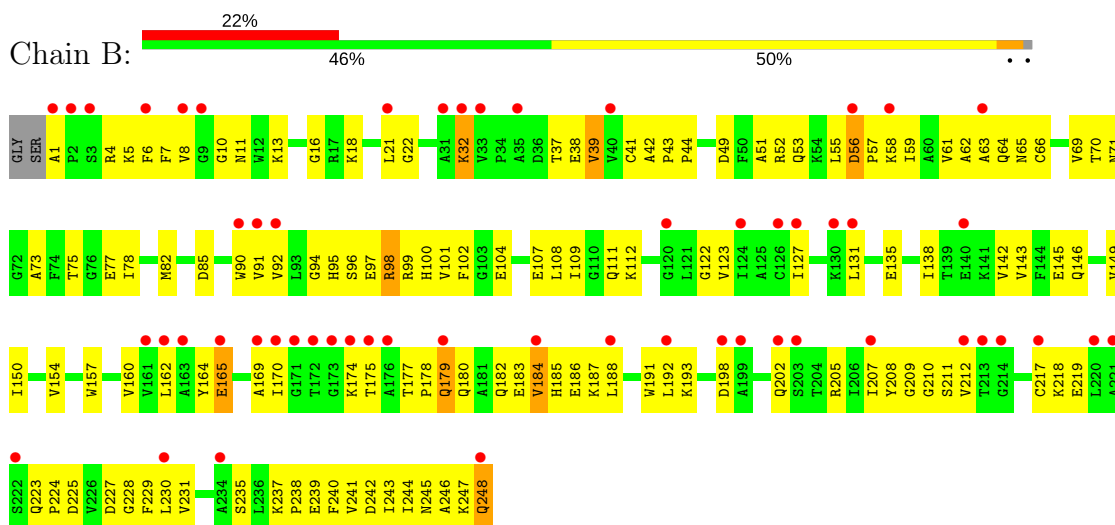 22%
Chain B:
46% 50% • •
GLY SER A1 P2 S3 R4 K5 F6 F7 V8 G9 G10 N11 W12 K13 G16 R17 K18 L21 G22 A31 K32 V33 P34 A35 D36 T37 E38 V39 V40 C41 A42 P43 P44 D49 F50 A51 R52 Q53 K54 L55 D56 P57 K58 I59 A60 V61 A62 A63 Q64 N65 C66 V69 T70 N71
G72 A73 F74 T75 G76 E77 I78 M82 D85 W90 V91 V92 L93 G94 H95 S96 E97 R98 R99 H100 V101 F102 G103 E104 E107 L108 I109 G110 Q111 K112 G120 L121 G122 V123 I124 A125 C126 I127 K130 L131 E135 I138 T139 E140 K141 V142 V143 F144 E145 Q146 V149
I150 V154 W157 V160 V161 L162 A163 Y164 E165 A169 I170 G171 T172 G173 K174 T175 A176 T177 P178 Q179 Q180 A181 Q182 E183 V184 H185 E186 K187 L188 W191 L192 K193 D198 A199 Q202 S203 T204 R205 I206 I207 Y208 G209 G210 S211 V212 T213 G214 C217 K218 E219 L220 A221
S222 Q223 P224 D225 V226 D227 G228 F229 L230 V231 A234 S235 L236 K237 P238 E239 F240 V241 D242 I243 I244 N245 A246 K247 Q248